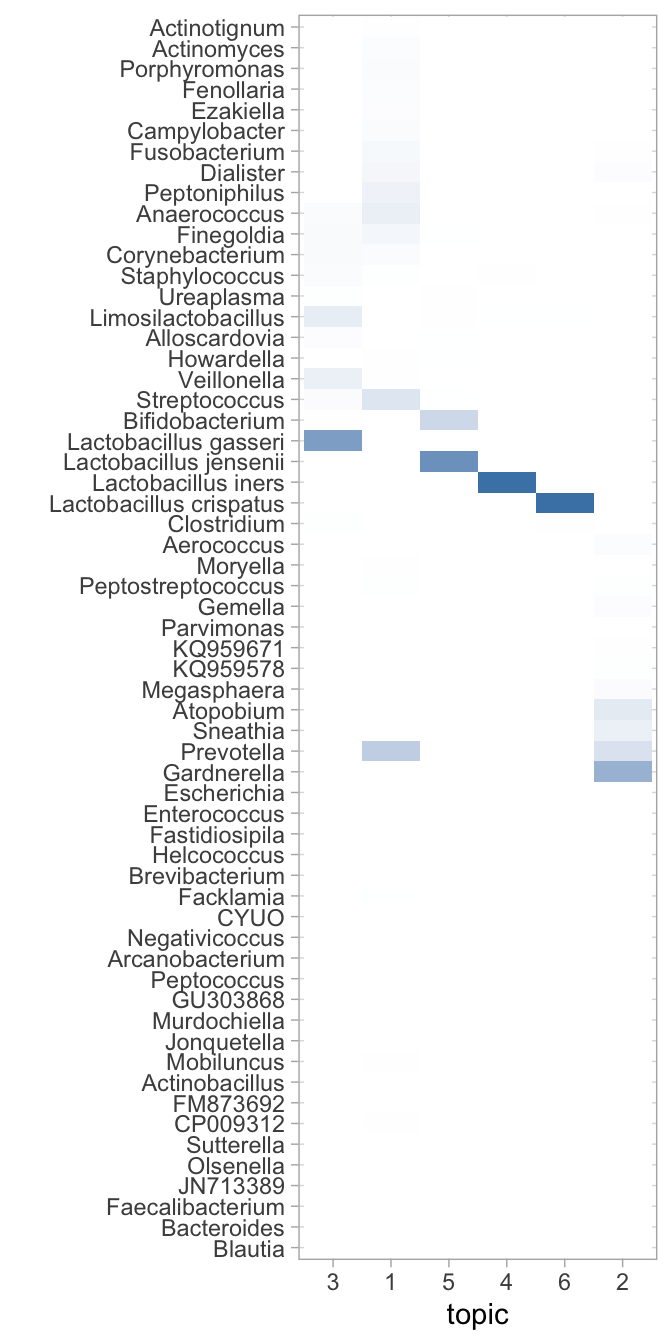 Actinotignum
Actinomyces
Porphyromonas
Fenollaria
Ezakiella
Campylobacter
Fusobacterium
Dialister
Peptoniphilus
Anaerococcus
Finegoldia
Corynebacterium
Staphylococcus
Ureaplasma
Limosilactobacillus
Alloscardovia
Howardella
Veillonella
Streptococcus
Bifidobacterium
Lactobacillus gasseri
Lactobacillus jensenii
Lactobacillus iners
Lactobacillus crispatus
Clostridium
Aerococcus
Moryella
Peptostreptococcus
Gemella
Parvimonas
KQ959671
KQ959578
Megasphaera
Atopobium
Sneathia
Prevotella
Gardnerella
Escherichia
Enterococcus
Fastidiosipila
Helcococcus
Brevibacterium
Facklamia
CYUO
Negativicoccus
Arcanobacterium
Peptococcus
GU303868
Murdochiella
Jonquetella
Mobiluncus
Actinobacillus
FM873692
CP009312
Sutterella
Olsenella
JN713389
Faecalibacterium
Bacteroides
Blautia
3 1 5 4 6 2
topic